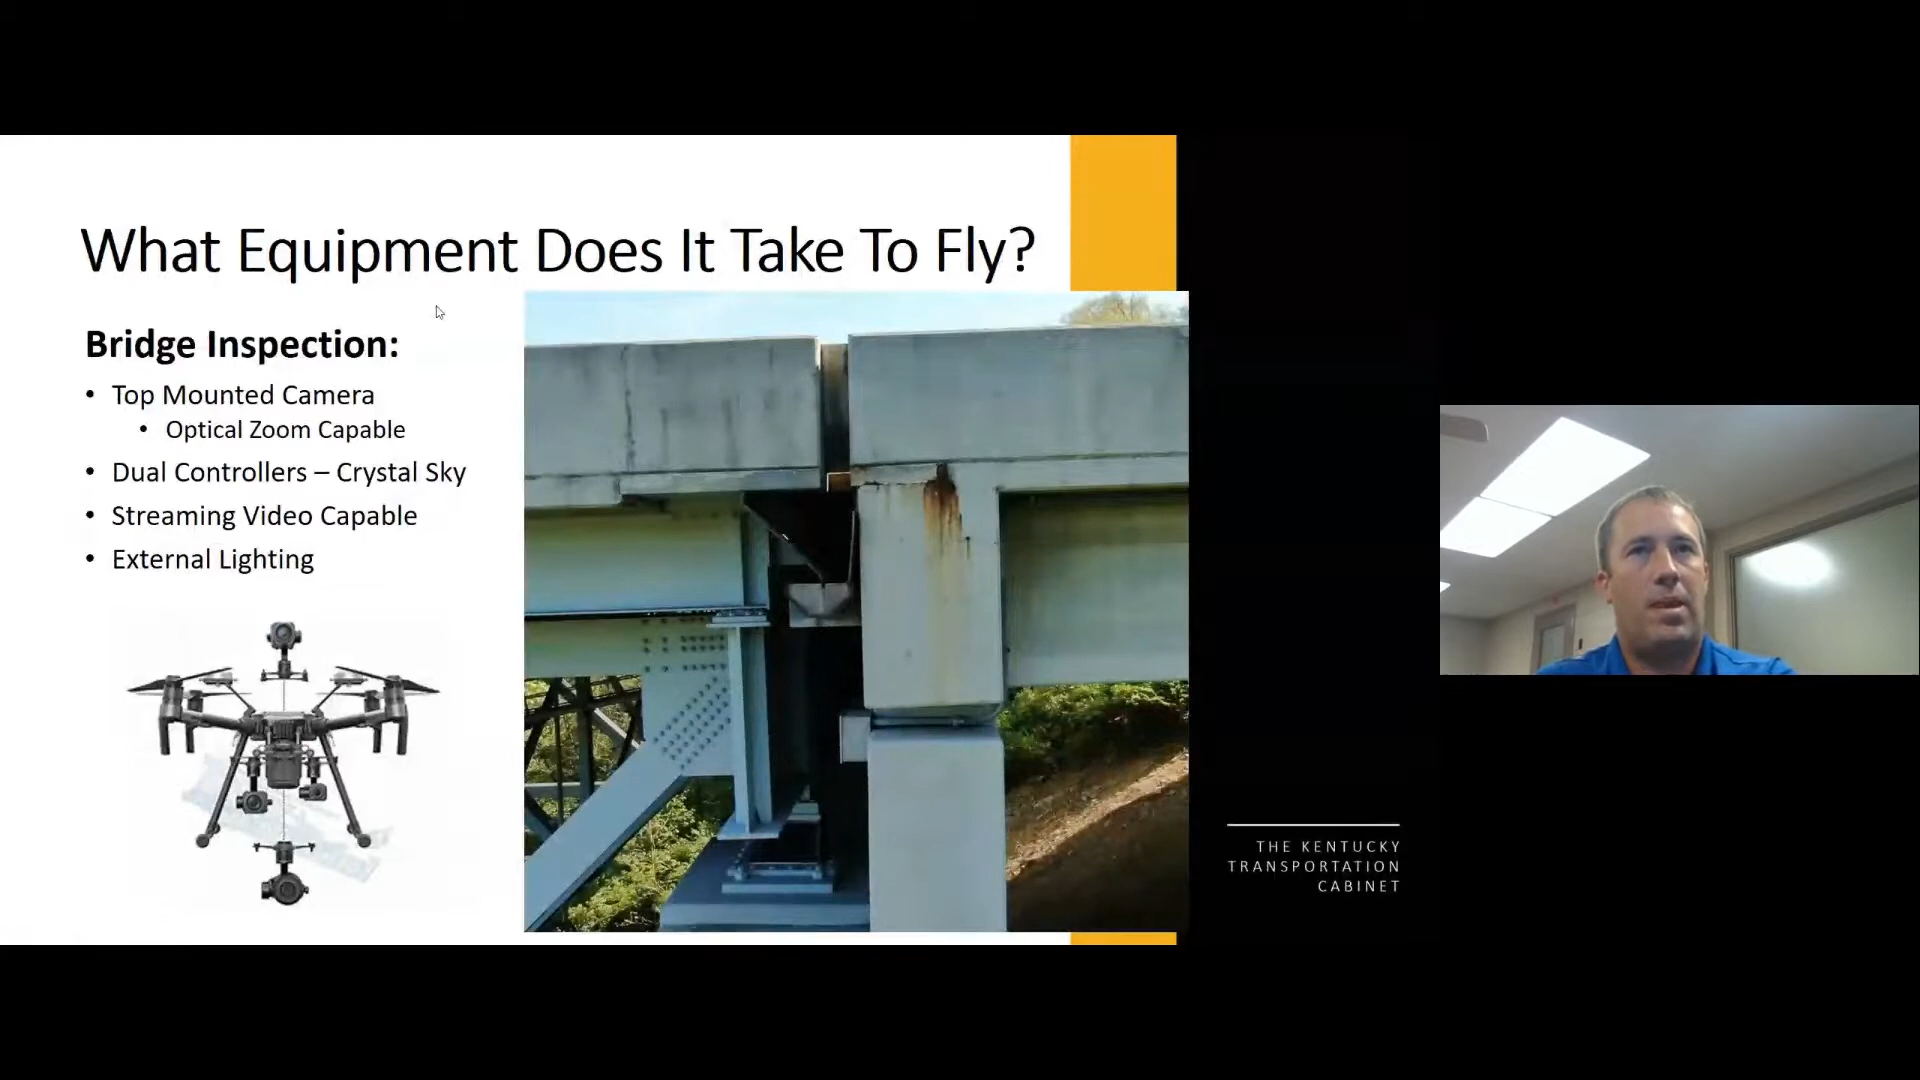 What Equipment Does It Take To Fly?
Bridge Inspection:
• Top Mounted Camera
• Optical Zoom Capable
• Dual Controllers – Crystal Sky
• Streaming Video Capable
• External Lighting
THE KENTUCKY
TRANSPORTATION
CABINET